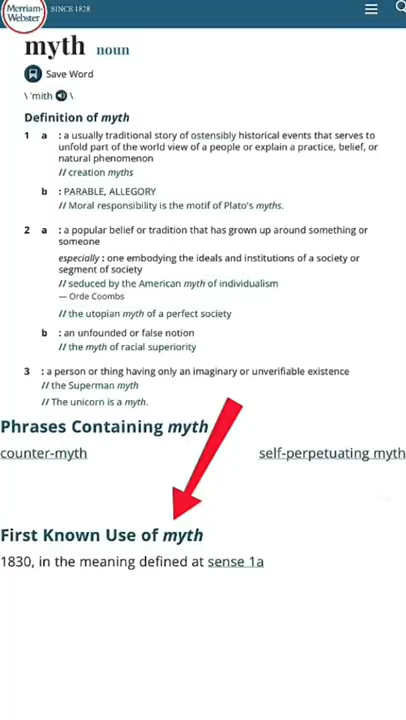 Merriam-
Webster
SINCE 1828
myth noun
Save Word
\ ˈmith \
Definition of myth
1 a : a usually traditional story of ostensibly historical events that serves to
unfold part of the world view of a people or explain a practice, belief, or
natural phenomenon
// creation myths
b : PARABLE, ALLEGORY
// Moral responsibility is the motif of Plato's myths.
2 a : a popular belief or tradition that has grown up around something or
someone
especially : one embodying the ideals and institutions of a society or
segment of society
// seduced by the American myth of individualism
— Orde Coombs
// the utopian myth of a perfect society
b : an unfounded or false notion
// the myth of racial superiority
3 : a person or thing having only an imaginary or unverifiable existence
// the Superman myth
// The unicorn is a myth.
Phrases Containing myth
counter-myth self-perpetuating myth
First Known Use of myth
1830, in the meaning defined at sense 1a